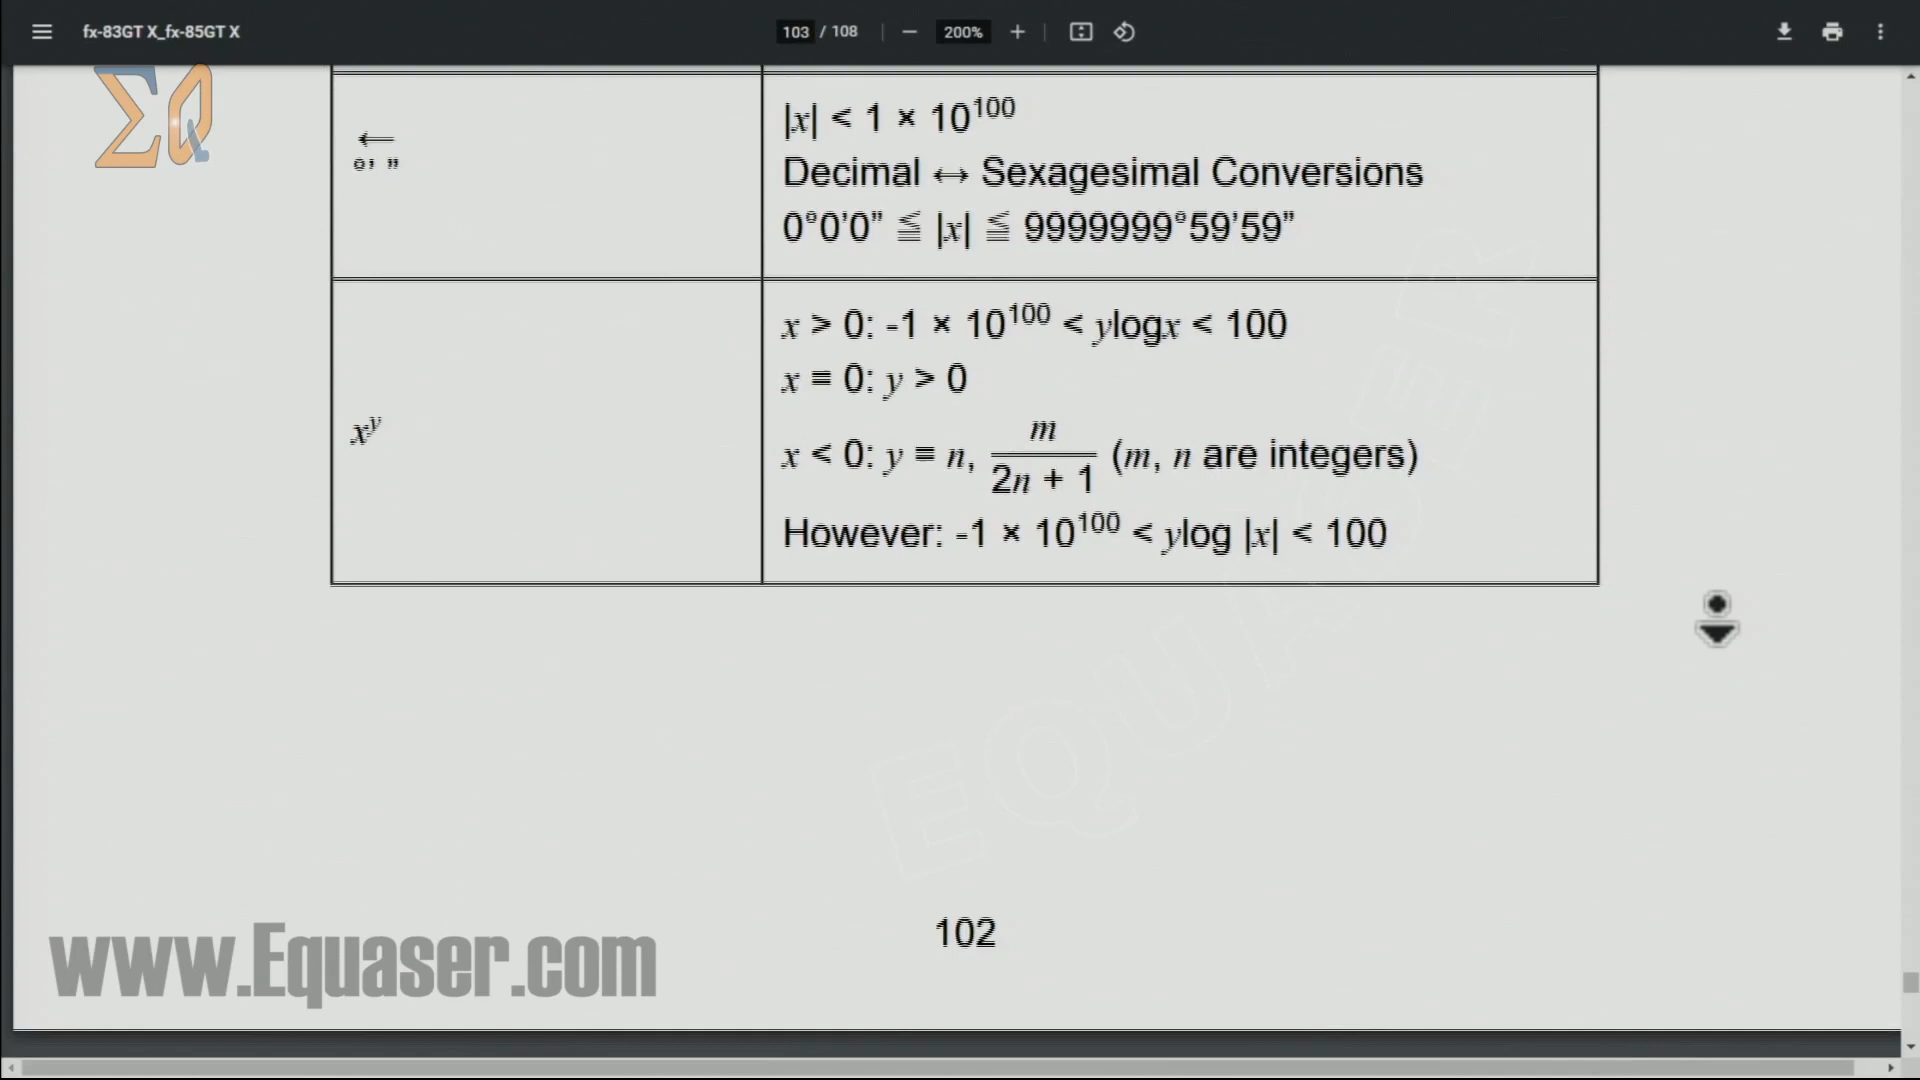 fx-83GT X_fx-85GT X
103 / 108
200%
ΣQ
←
°’ ”
|x| < 1 × 10^100
Decimal ↔ Sexagesimal Conversions
0°0’0” ≦ |x| ≦ 9999999°59’59”
x^y
x > 0: -1 × 10^100 < ylogx < 100
x = 0: y > 0
x < 0: y = n, m/(2n + 1) (m, n are integers)
However: -1 × 10^100 < ylog |x| < 100
EQUASER
102
www.Equaser.com